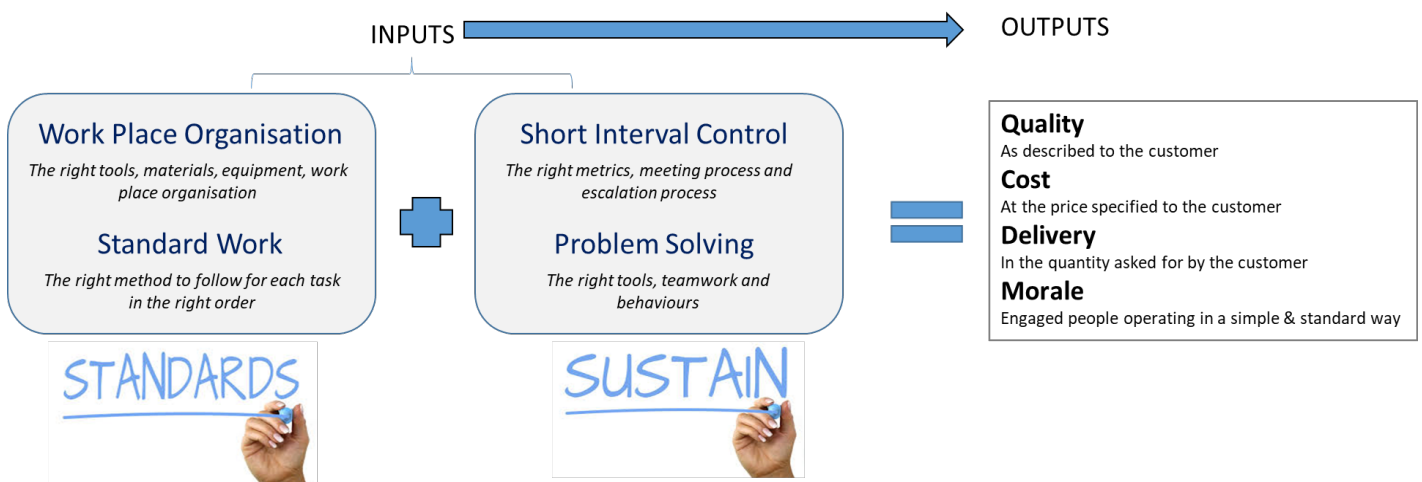 INPUTS
OUTPUTS
Work Place Organisation
The right tools, materials, equipment, work
place organisation
Standard Work
The right method to follow for each task
in the right order
STANDARDS
Short Interval Control
The right metrics, meeting process and
escalation process
Problem Solving
The right tools, teamwork and
behaviours
SUSTAIN
Quality
As described to the customer
Cost
At the price specified to the customer
Delivery
In the quantity asked for by the customer
Morale
Engaged people operating in a simple & standard way